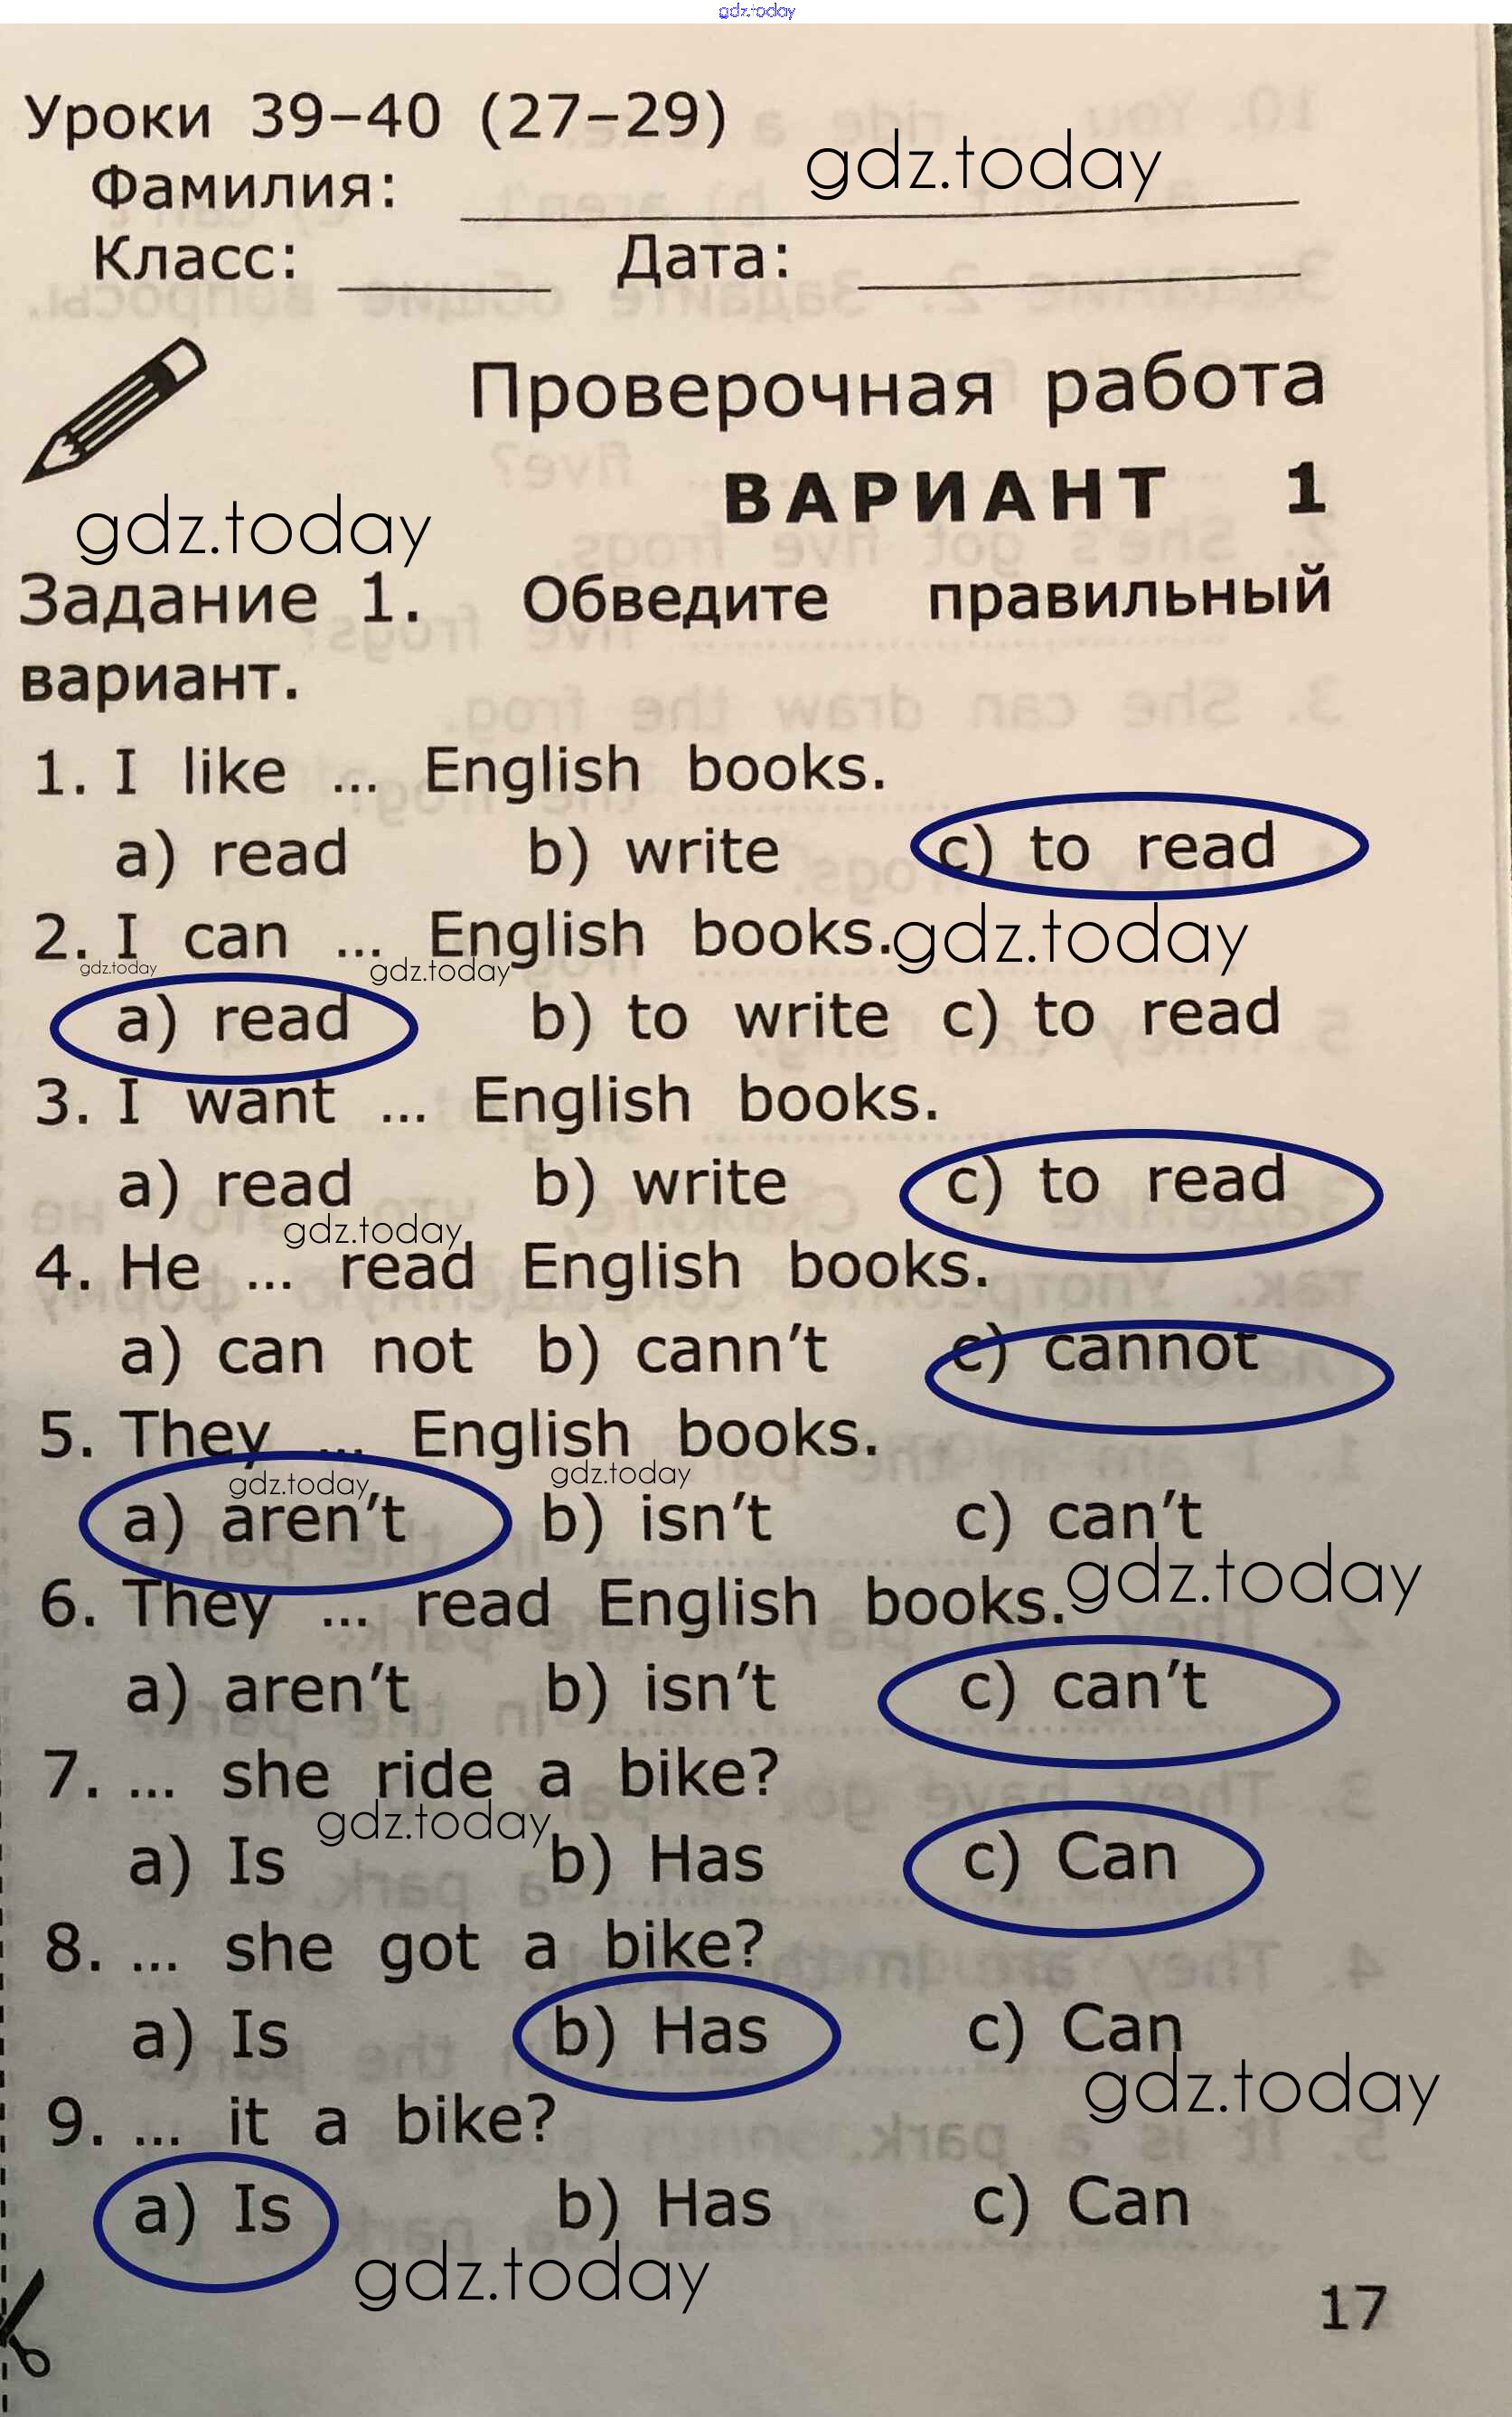 gdz.today
Уроки 39–40 (27–29)
gdz.today
Фамилия:
Класс: Дата:
Проверочная работа
ВАРИАНТ 1
gdz.today
Задание 1. Обведите правильный
вариант.
1. I like ... English books.
a) read b) write c) to read
2. I can ... English books.
gdz.today
gdz.today gdz.today
a) read b) to write c) to read
3. I want ... English books.
a) read b) write c) to read
gdz.today
4. He ... read English books.
a) can not b) cann’t c) cannot
5. They ... English books.
gdz.today gdz.today
a) aren’t b) isn’t c) can’t
gdz.today
6. They ... read English books.
a) aren’t b) isn’t c) can’t
7. ... she ride a bike?
gdz.today
a) Is b) Has c) Can
8. ... she got a bike?
a) Is b) Has c) Can
gdz.today
9. ... it a bike?
a) Is b) Has c) Can
gdz.today
17